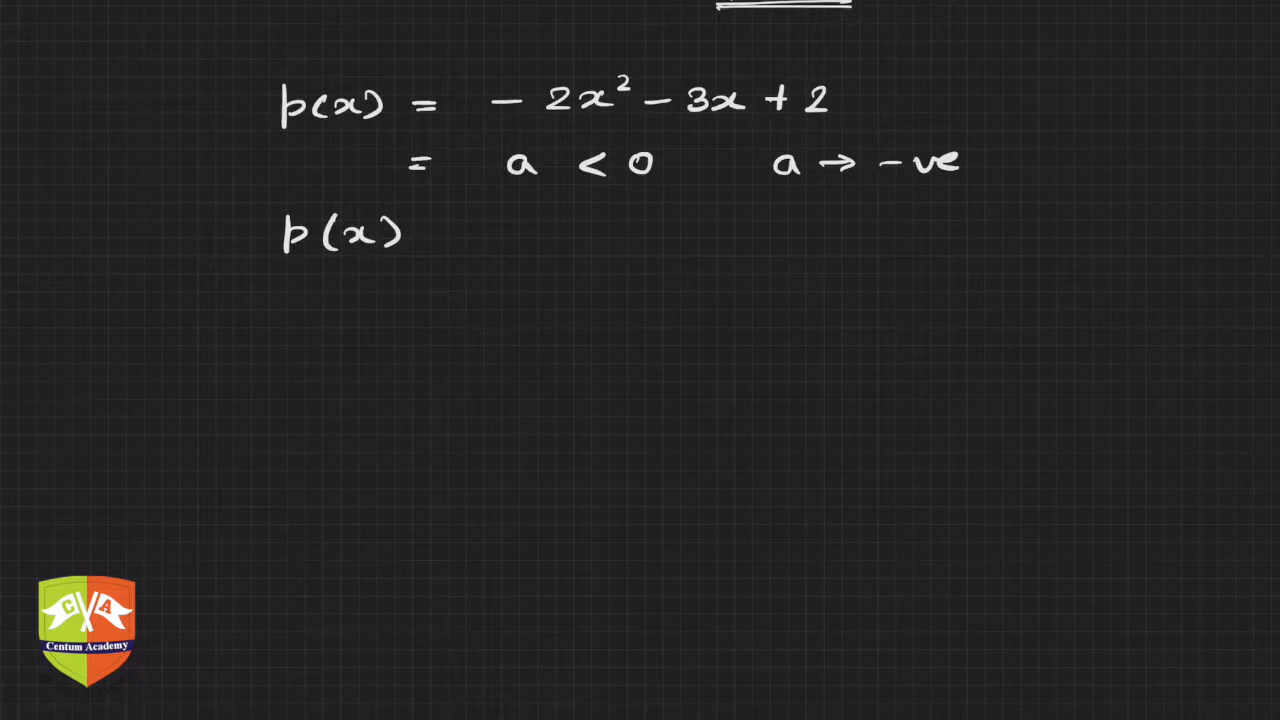 p(x) = - 2x² - 3x + 2
= a < 0 a → -ve
p(x)
C A
Centum Academy